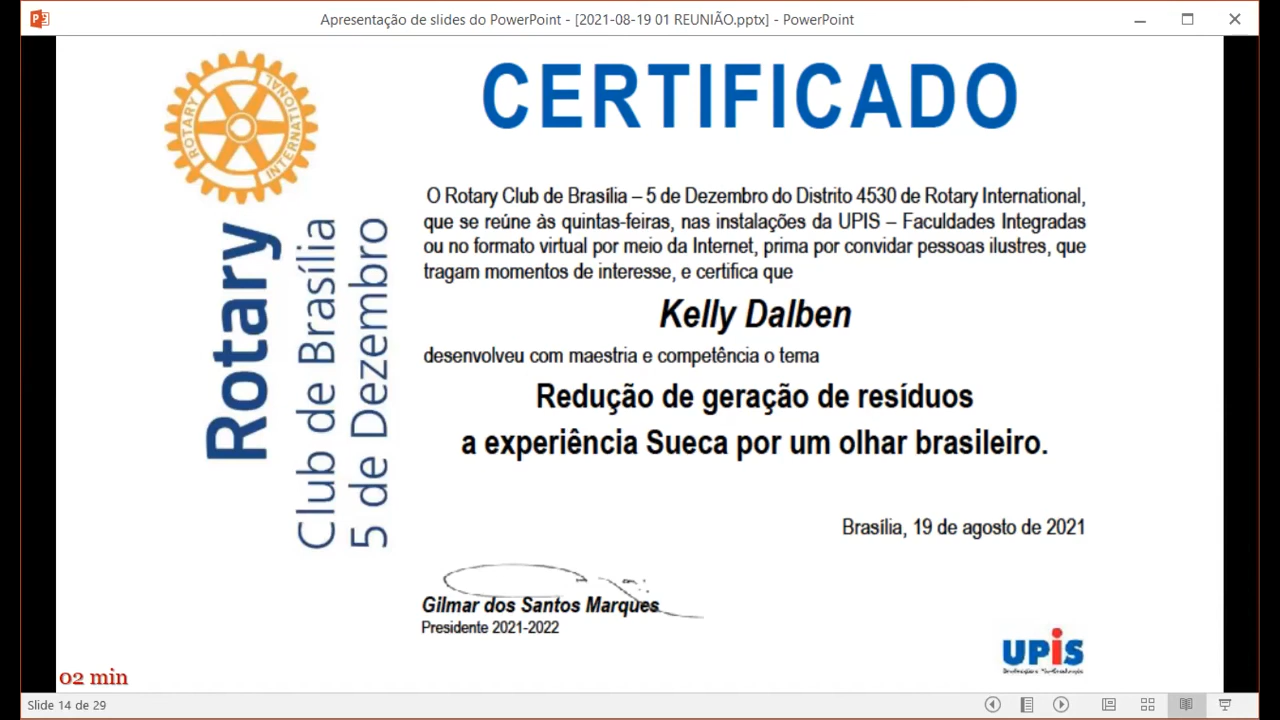 Apresentação de slides do PowerPoint - [2021-08-19 01 REUNIÃO.pptx] - PowerPoint
ROTARY INTERNATIONAL
Rotary
Club de Brasília
5 de Dezembro
CERTIFICADO
O Rotary Club de Brasília – 5 de Dezembro do Distrito 4530 de Rotary International,
que se reúne às quintas-feiras, nas instalações da UPIS – Faculdades Integradas
ou no formato virtual por meio da Internet, prima por convidar pessoas ilustres, que
tragam momentos de interesse, e certifica que
Kelly Dalben
desenvolveu com maestria e competência o tema
Redução de geração de resíduos
a experiência Sueca por um olhar brasileiro.
Brasília, 19 de agosto de 2021
Gilmar dos Santos Marques
Presidente 2021-2022
UPIS
02 min
Slide 14 de 29